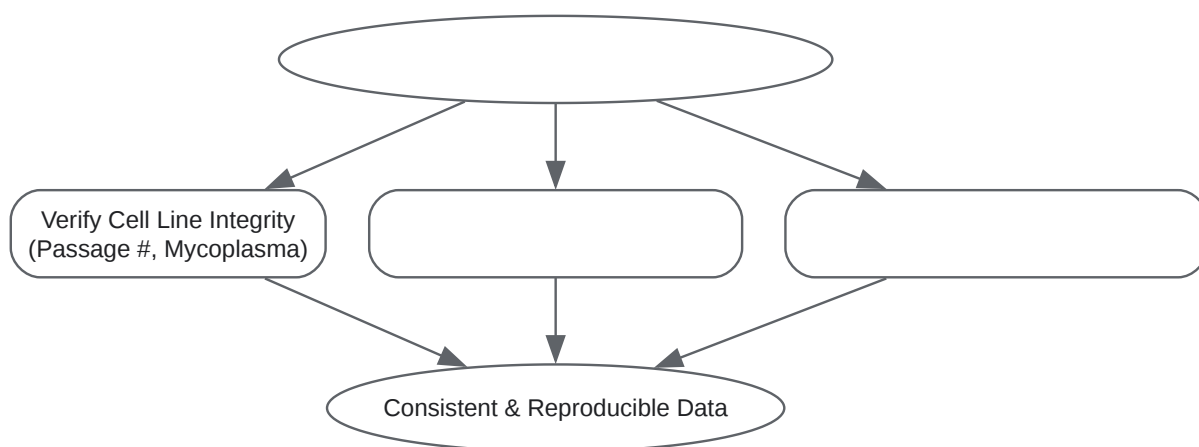 Verify Cell Line Integrity
(Passage #, Mycoplasma)
Consistent & Reproducible Data